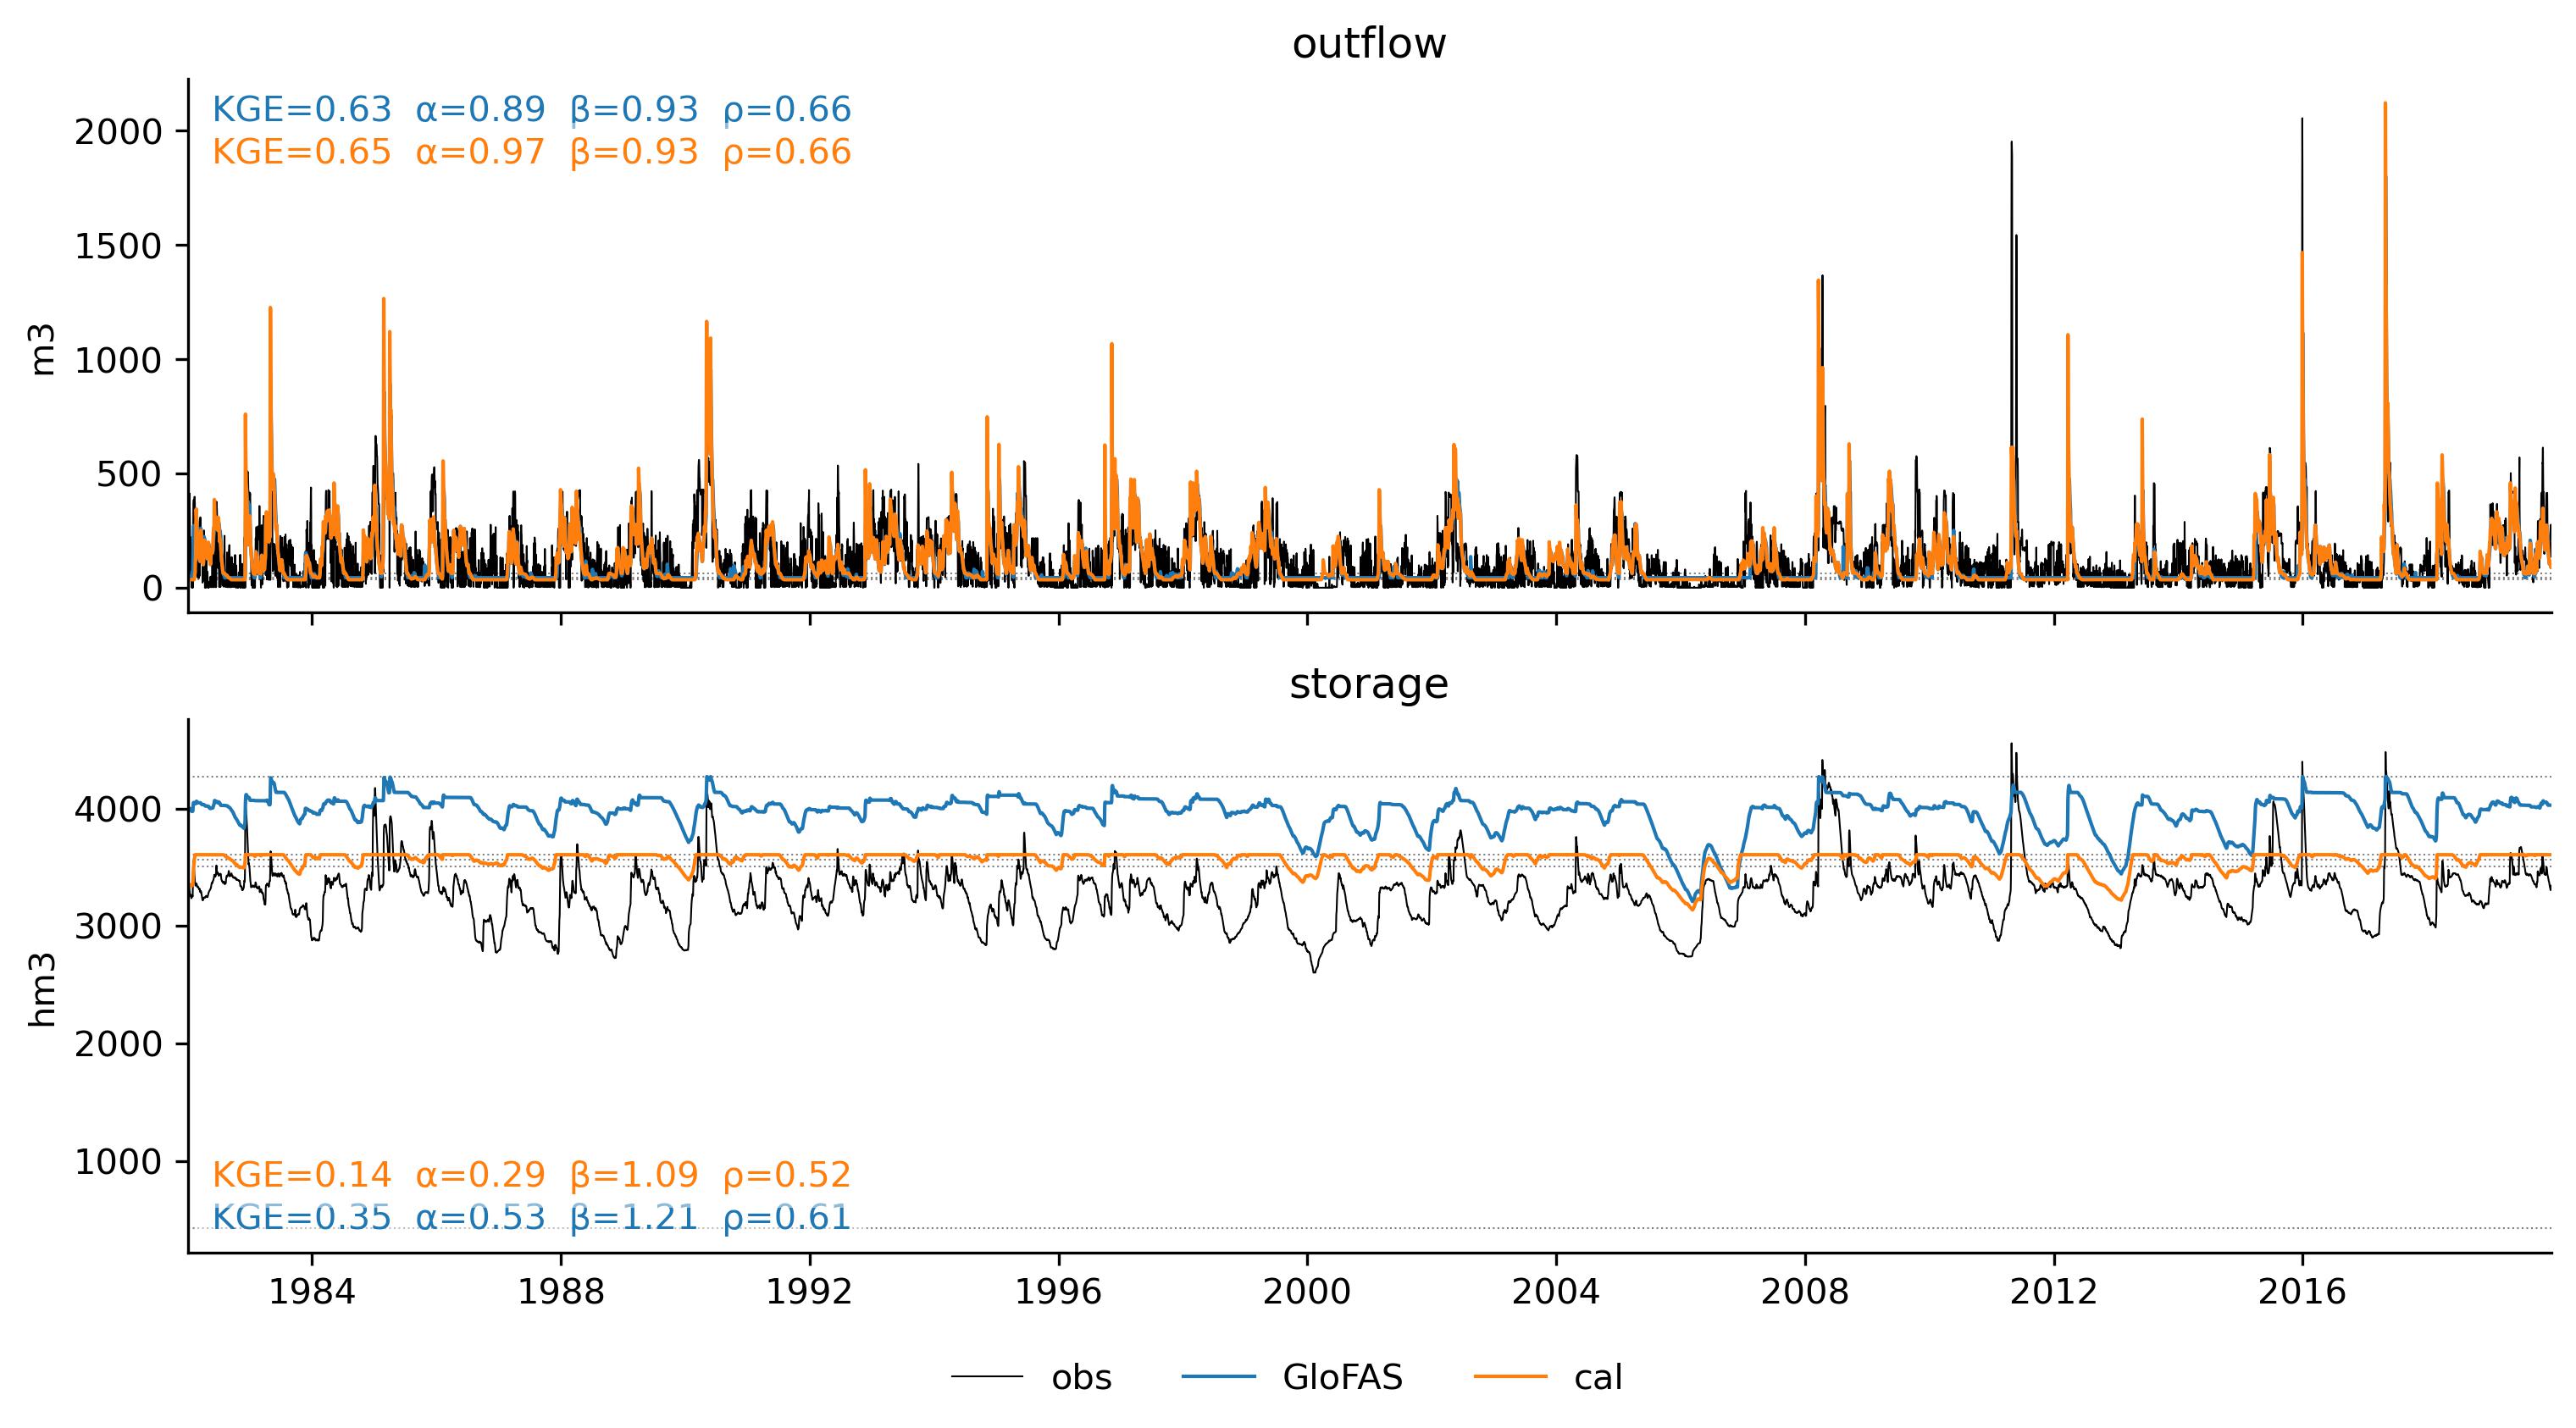 outflow
KGE=0.63 α=0.89 β=0.93 ρ=0.66
KGE=0.65 α=0.97 β=0.93 ρ=0.66
2000
1500
1000
500
0
m3
storage
4000
3000
2000
1000
hm3
KGE=0.14 α=0.29 β=1.09 ρ=0.52
KGE=0.35 α=0.53 β=1.21 ρ=0.61
1984 1988 1992 1996 2000 2004 2008 2012 2016
obs GloFAS cal